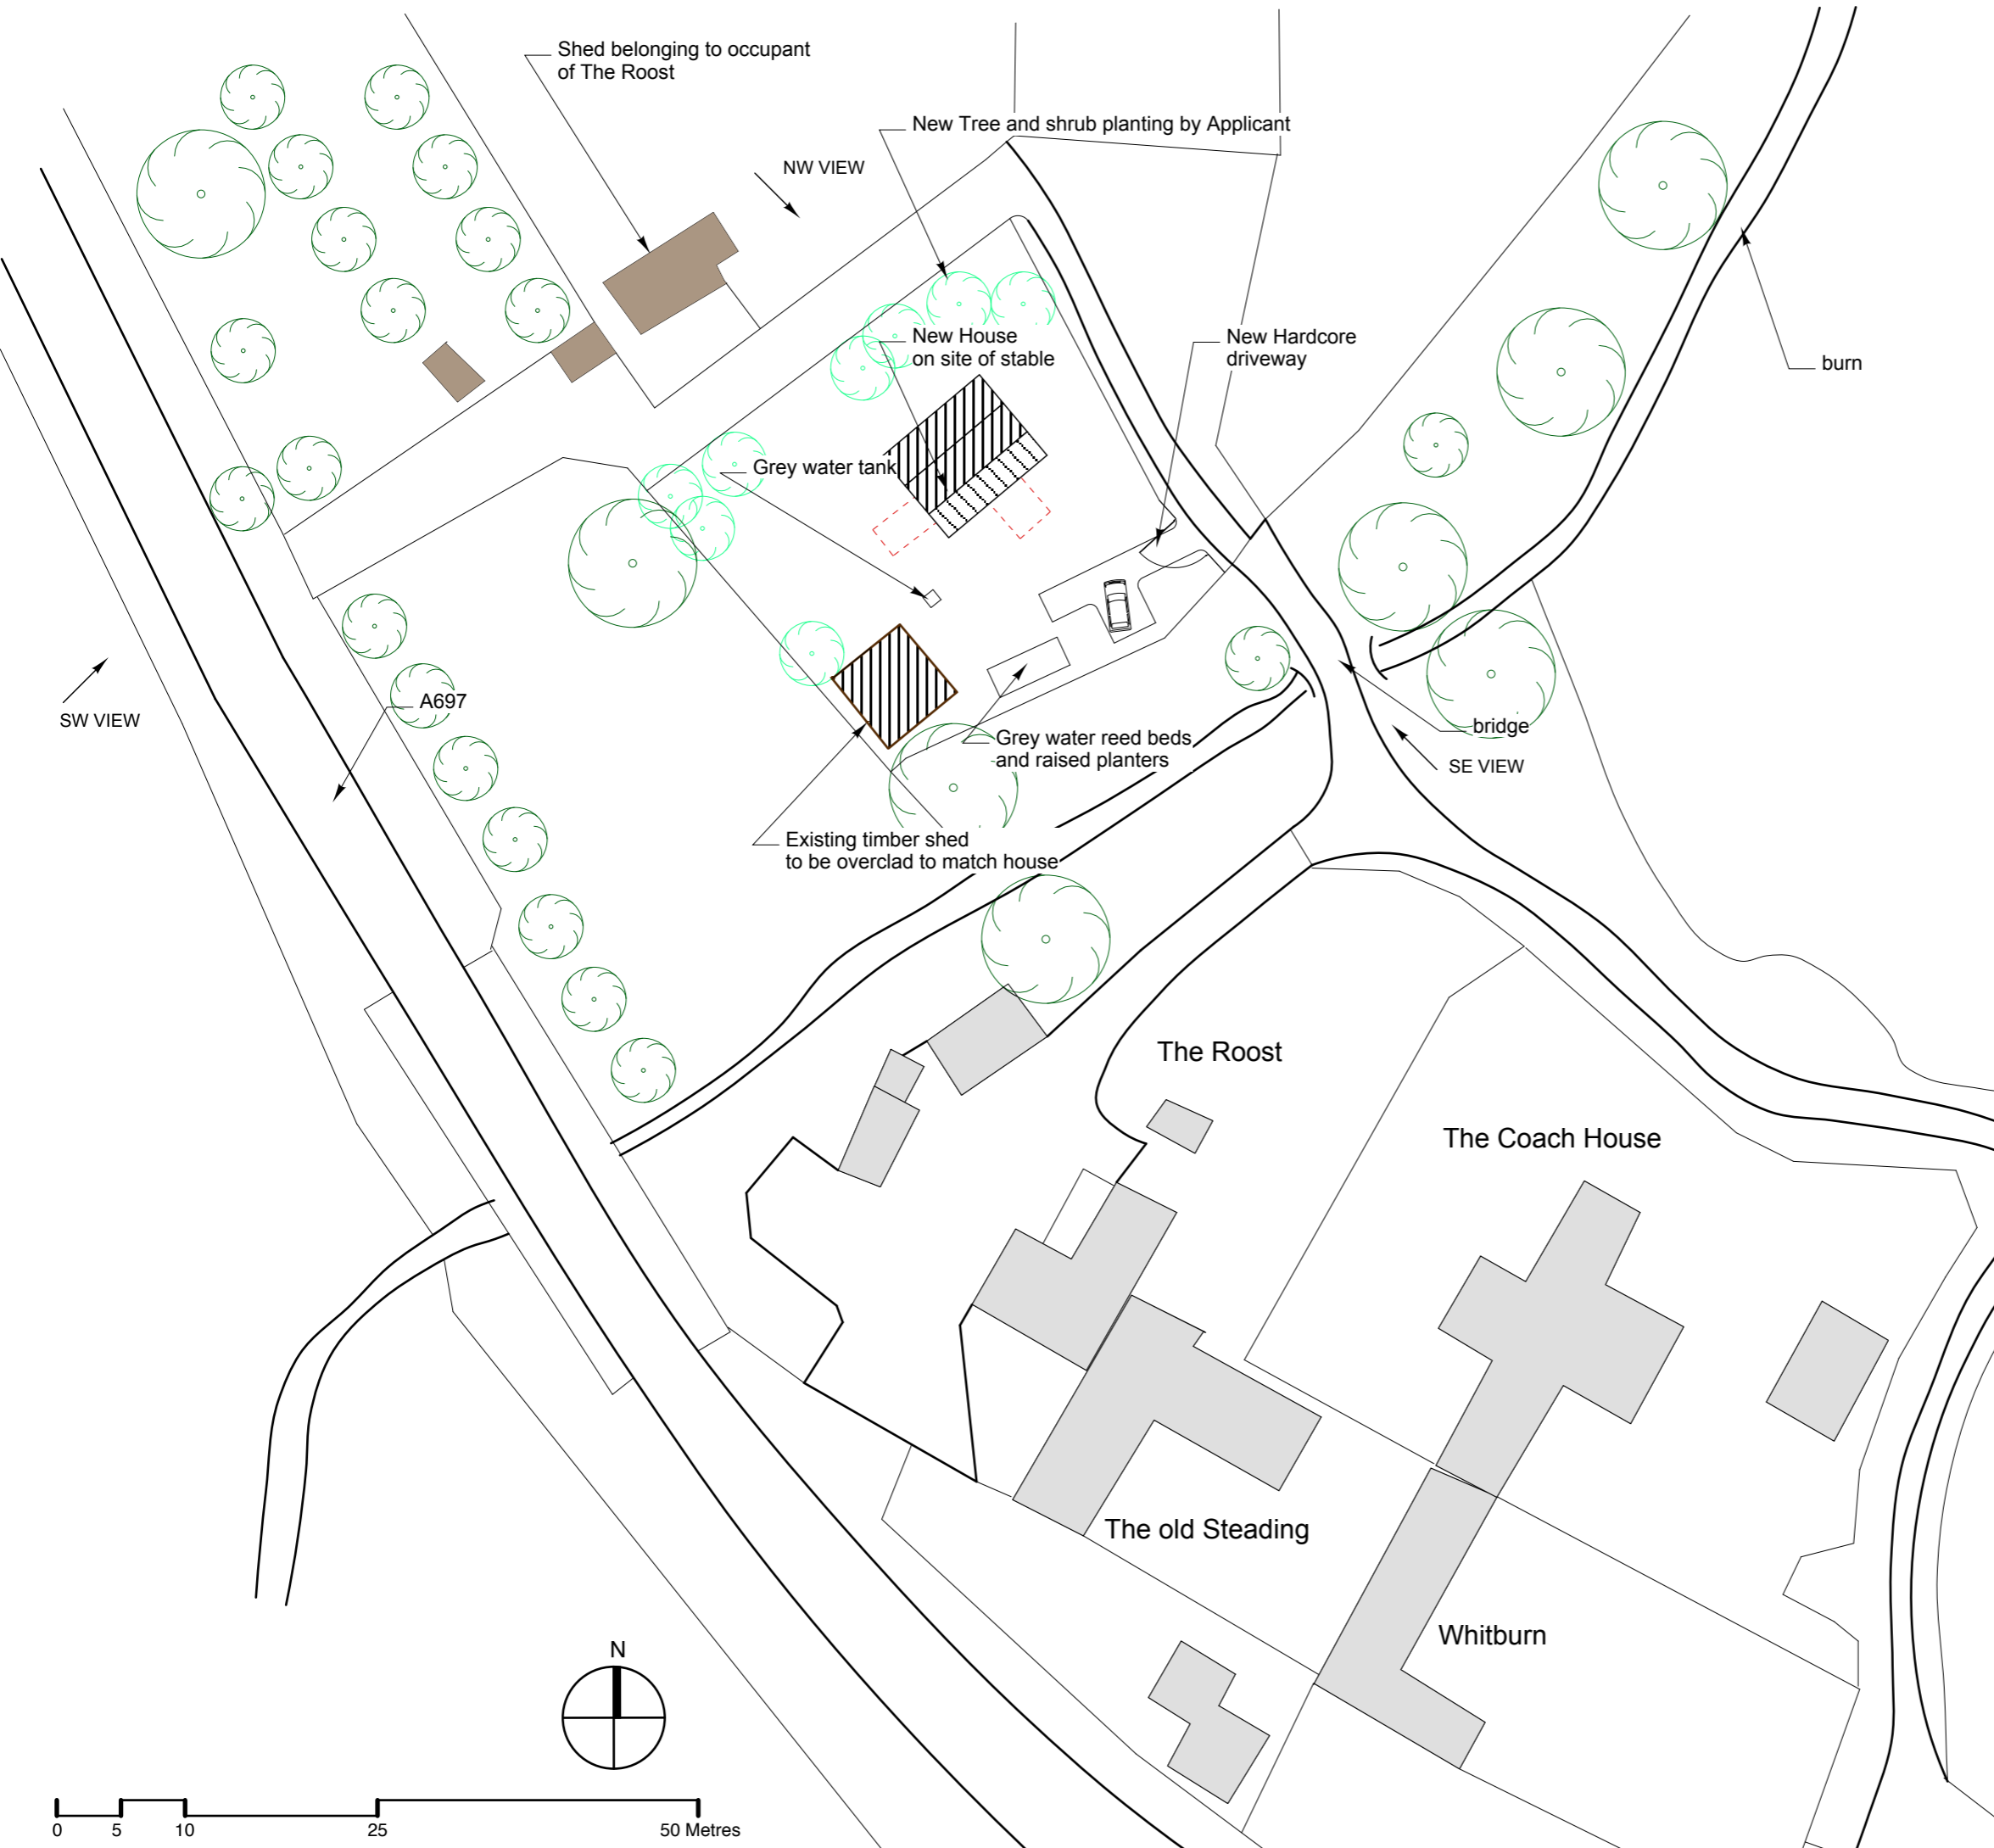 Shed belonging to occupant
of The Roost
New Tree and shrub planting by Applicant
NW VIEW
New House
on site of stable
New Hardcore
driveway
burn
Grey water tank
SW VIEW
A697
bridge
Grey water reed beds
and raised planters
SE VIEW
Existing timber shed
to be overclad to match house
The Roost
The Coach House
The old Steading
Whitburn
N
0 5 10 25 50 Metres